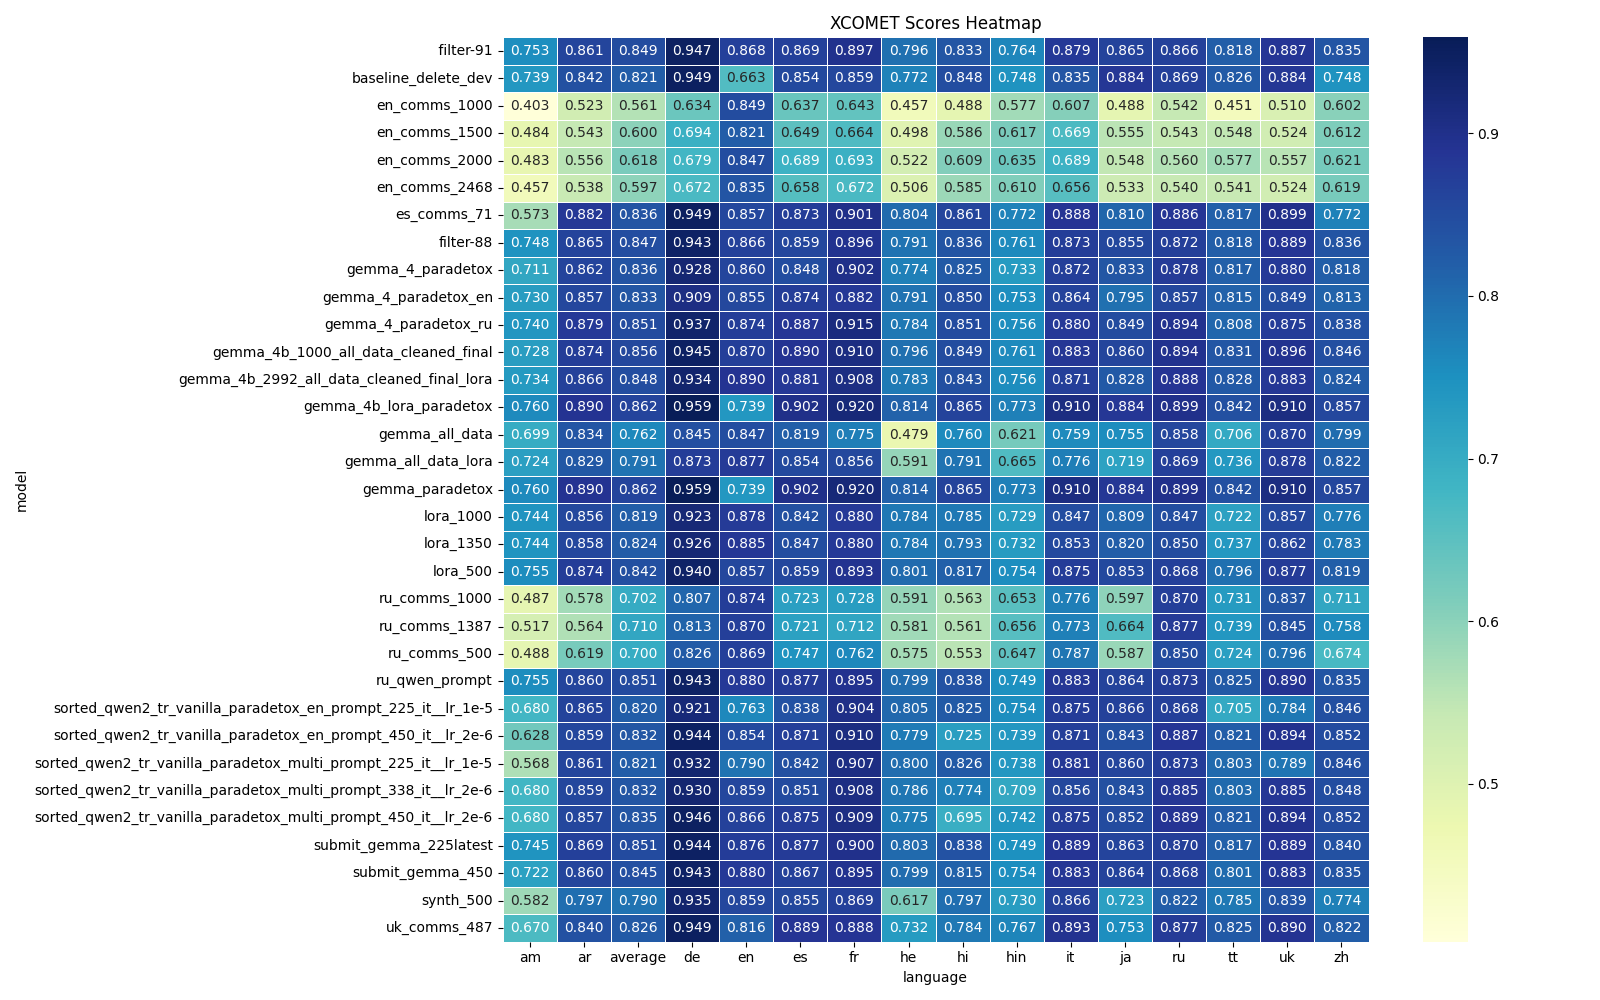 XCOMET Scores Heatmap
filter-91 0.753 0.861 0.849 0.947 0.868 0.869 0.897 0.796 0.833 0.764 0.879 0.865 0.866 0.818 0.887 0.835
baseline_delete_dev 0.739 0.842 0.821 0.949 0.663 0.854 0.859 0.772 0.848 0.748 0.835 0.884 0.869 0.826 0.884 0.748
en_comms_1000 0.403 0.523 0.561 0.634 0.849 0.637 0.643 0.457 0.488 0.577 0.607 0.488 0.542 0.451 0.510 0.602
en_comms_1500 0.484 0.543 0.600 0.694 0.821 0.649 0.664 0.498 0.586 0.617 0.669 0.555 0.543 0.548 0.524 0.612
en_comms_2000 0.483 0.556 0.618 0.679 0.847 0.689 0.693 0.522 0.609 0.635 0.689 0.548 0.560 0.577 0.557 0.621
en_comms_2468 0.457 0.538 0.597 0.672 0.835 0.658 0.672 0.506 0.585 0.610 0.656 0.533 0.540 0.541 0.524 0.619
es_comms_71 0.573 0.882 0.836 0.949 0.857 0.873 0.901 0.804 0.861 0.772 0.888 0.810 0.886 0.817 0.899 0.772
filter-88 0.748 0.865 0.847 0.943 0.866 0.859 0.896 0.791 0.836 0.761 0.873 0.855 0.872 0.818 0.889 0.836
gemma_4_paradetox 0.711 0.862 0.836 0.928 0.860 0.848 0.902 0.774 0.825 0.733 0.872 0.833 0.878 0.817 0.880 0.818
gemma_4_paradetox_en 0.730 0.857 0.833 0.909 0.855 0.874 0.882 0.791 0.850 0.753 0.864 0.795 0.857 0.815 0.849 0.813
gemma_4_paradetox_ru 0.740 0.879 0.851 0.937 0.874 0.887 0.915 0.784 0.851 0.756 0.880 0.849 0.894 0.808 0.875 0.838
gemma_4b_1000_all_data_cleaned_final 0.728 0.874 0.856 0.945 0.870 0.890 0.910 0.796 0.849 0.761 0.883 0.860 0.894 0.831 0.896 0.846
gemma_4b_2992_all_data_cleaned_final_lora 0.734 0.866 0.848 0.934 0.890 0.881 0.908 0.783 0.843 0.756 0.871 0.828 0.888 0.828 0.883 0.824
gemma_4b_lora_paradetox 0.760 0.890 0.862 0.959 0.739 0.902 0.920 0.814 0.865 0.773 0.910 0.884 0.899 0.842 0.910 0.857
gemma_all_data 0.699 0.834 0.762 0.845 0.847 0.819 0.775 0.479 0.760 0.621 0.759 0.755 0.858 0.706 0.870 0.799
gemma_all_data_lora 0.724 0.829 0.791 0.873 0.877 0.854 0.856 0.591 0.791 0.665 0.776 0.719 0.869 0.736 0.878 0.822
gemma_paradetox 0.760 0.890 0.862 0.959 0.739 0.902 0.920 0.814 0.865 0.773 0.910 0.884 0.899 0.842 0.910 0.857
lora_1000 0.744 0.856 0.819 0.923 0.878 0.842 0.880 0.784 0.785 0.729 0.847 0.809 0.847 0.722 0.857 0.776
lora_1350 0.744 0.858 0.824 0.926 0.885 0.847 0.880 0.784 0.793 0.732 0.853 0.820 0.850 0.737 0.862 0.783
lora_500 0.755 0.874 0.842 0.940 0.857 0.859 0.893 0.801 0.817 0.754 0.875 0.853 0.868 0.796 0.877 0.819
ru_comms_1000 0.487 0.578 0.702 0.807 0.874 0.723 0.728 0.591 0.563 0.653 0.776 0.597 0.870 0.731 0.837 0.711
ru_comms_1387 0.517 0.564 0.710 0.813 0.870 0.721 0.712 0.581 0.561 0.656 0.773 0.664 0.877 0.739 0.845 0.758
ru_comms_500 0.488 0.619 0.700 0.826 0.869 0.747 0.762 0.575 0.553 0.647 0.787 0.587 0.850 0.724 0.796 0.674
ru_qwen_prompt 0.755 0.860 0.851 0.943 0.880 0.877 0.895 0.799 0.838 0.749 0.883 0.864 0.873 0.825 0.890 0.835
sorted_qwen2_tr_vanilla_paradetox_en_prompt_225_it__lr_1e-5 0.680 0.865 0.820 0.921 0.763 0.838 0.904 0.805 0.825 0.754 0.875 0.866 0.868 0.705 0.784 0.846
sorted_qwen2_tr_vanilla_paradetox_en_prompt_450_it__lr_2e-6 0.628 0.859 0.832 0.944 0.854 0.871 0.910 0.779 0.725 0.739 0.871 0.843 0.887 0.821 0.894 0.852
sorted_qwen2_tr_vanilla_paradetox_multi_prompt_225_it__lr_1e-5 0.568 0.861 0.821 0.932 0.790 0.842 0.907 0.800 0.826 0.738 0.881 0.860 0.873 0.803 0.789 0.846
sorted_qwen2_tr_vanilla_paradetox_multi_prompt_338_it__lr_2e-6 0.680 0.859 0.832 0.930 0.859 0.851 0.908 0.786 0.774 0.709 0.856 0.843 0.885 0.803 0.885 0.848
sorted_qwen2_tr_vanilla_paradetox_multi_prompt_450_it__lr_2e-6 0.680 0.857 0.835 0.946 0.866 0.875 0.909 0.775 0.695 0.742 0.875 0.852 0.889 0.821 0.894 0.852
submit_gemma_225latest 0.745 0.869 0.851 0.944 0.876 0.877 0.900 0.803 0.838 0.749 0.889 0.863 0.870 0.817 0.889 0.840
submit_gemma_450 0.722 0.860 0.845 0.943 0.880 0.867 0.895 0.799 0.815 0.754 0.883 0.864 0.868 0.801 0.883 0.835
synth_500 0.582 0.797 0.790 0.935 0.859 0.855 0.869 0.617 0.797 0.730 0.866 0.723 0.822 0.785 0.839 0.774
uk_comms_487 0.670 0.840 0.826 0.949 0.816 0.889 0.888 0.732 0.784 0.767 0.893 0.753 0.877 0.825 0.890 0.822
am ar average de en es fr he hi hin it ja ru tt uk zh
language
model
0.9
0.8
0.7
0.6
0.5